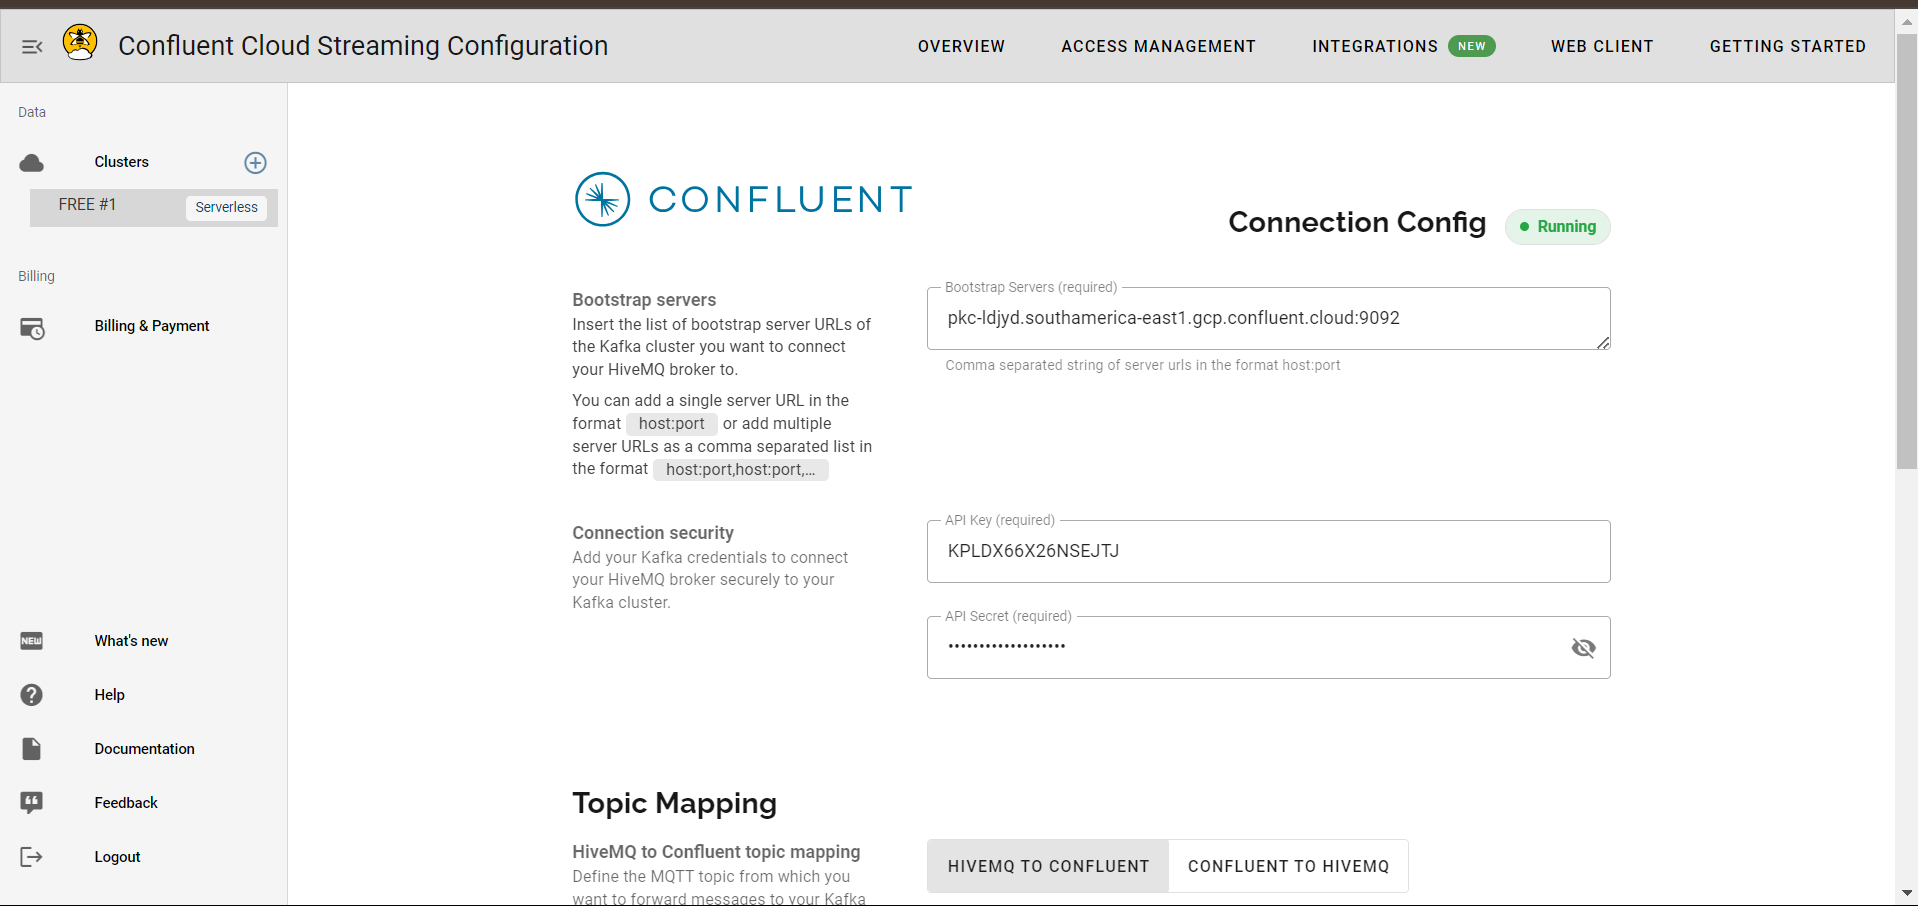 Confluent Cloud Streaming Configuration
OVERVIEW
ACCESS MANAGEMENT
INTEGRATIONS NEW
WEB CLIENT
GETTING STARTED
Data
Clusters
FREE #1
Serverless
Billing
Billing & Payment
NEW
What's new
Help
Documentation
Feedback
Logout
CONFLUENT
Connection Config
Running
Bootstrap servers
Insert the list of bootstrap server URLs of
the Kafka cluster you want to connect
your HiveMQ broker to.
You can add a single server URL in the
format host:port or add multiple
server URLs as a comma separated list in
the format host:port,host:port,...
Bootstrap Servers (required)
pkc-ldjyd.southamerica-east1.gcp.confluent.cloud:9092
Comma separated string of server urls in the format host:port
Connection security
Add your Kafka credentials to connect
your HiveMQ broker securely to your
Kafka cluster.
API Key (required)
KPLDX66X26NSEJTJ
API Secret (required)
•••••••••••••••••••
Topic Mapping
HiveMQ to Confluent topic mapping
Define the MQTT topic from which you
want to forward messages to your Kafka
HIVEMQ TO CONFLUENT
CONFLUENT TO HIVEMQ